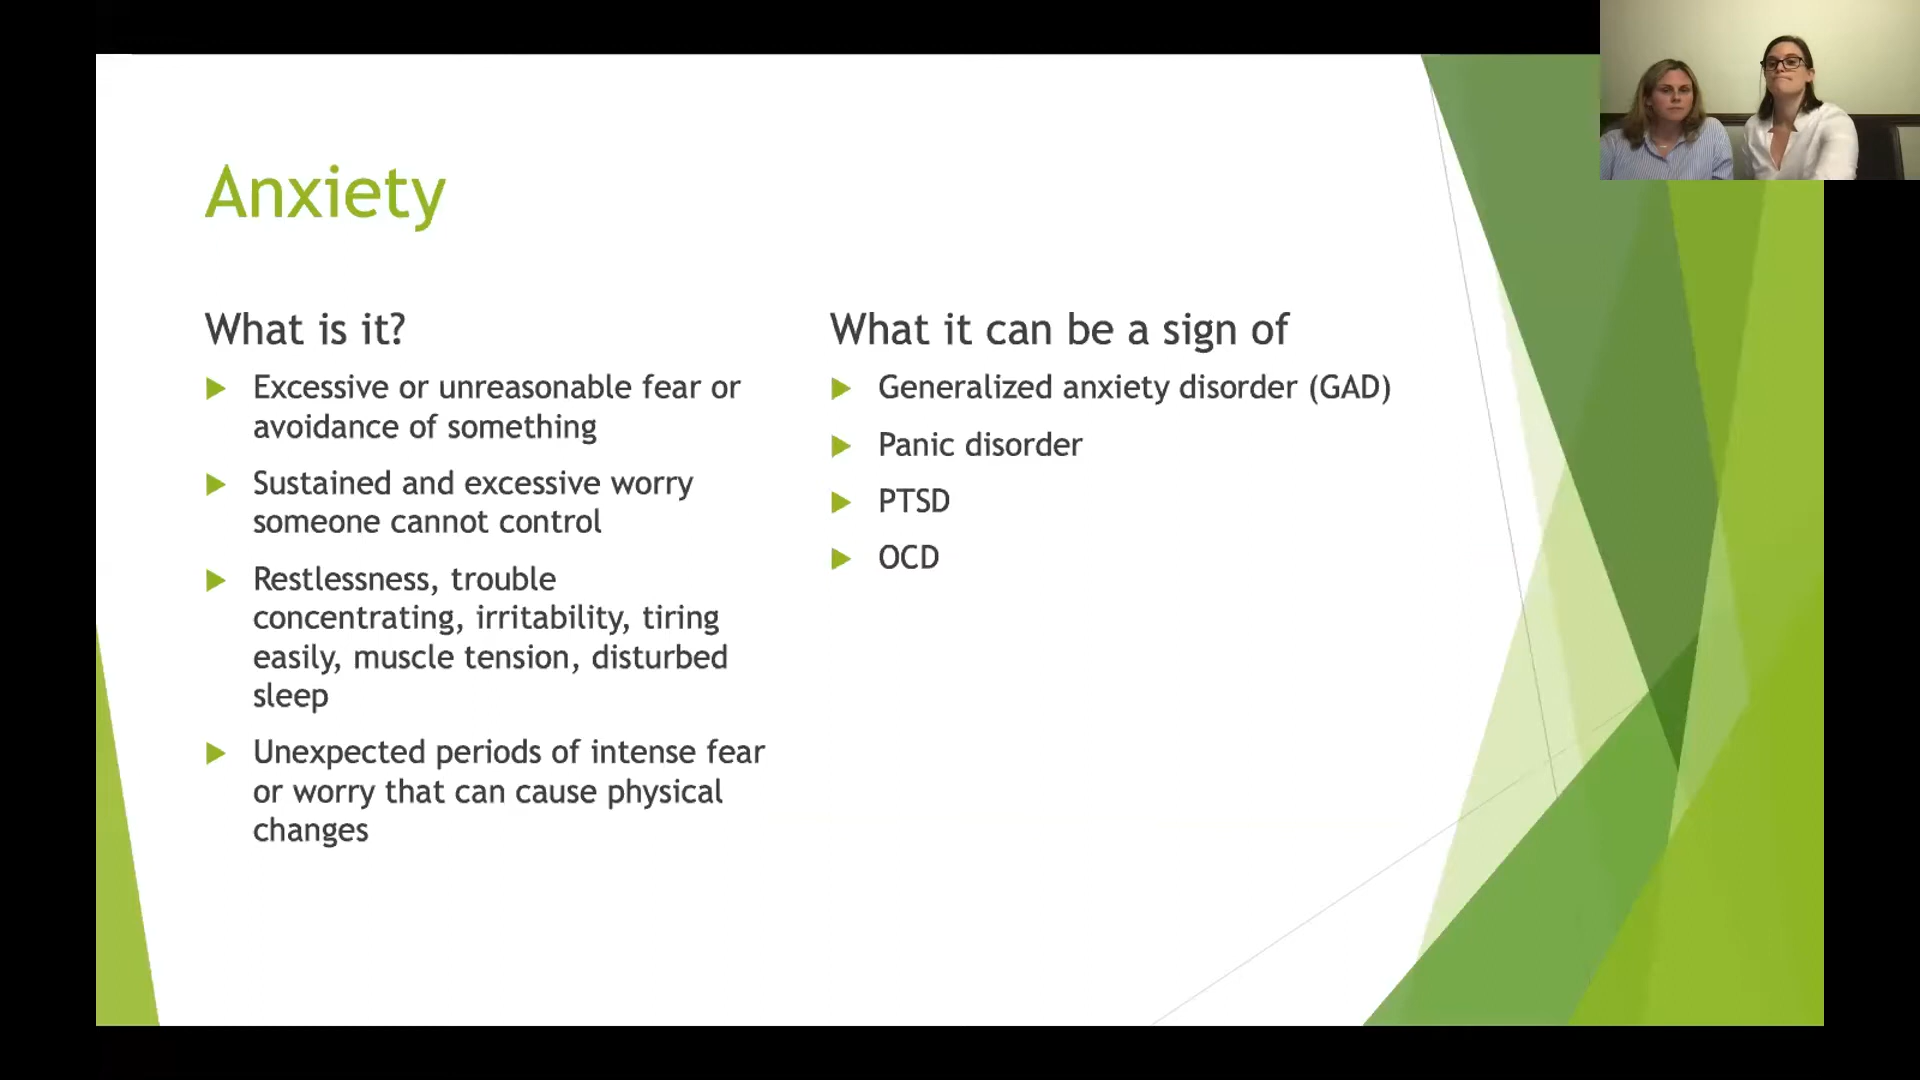 Anxiety
What is it?
Excessive or unreasonable fear or
avoidance of something
Sustained and excessive worry
someone cannot control
Restlessness, trouble
concentrating, irritability, tiring
easily, muscle tension, disturbed
sleep
Unexpected periods of intense fear
or worry that can cause physical
changes
What it can be a sign of
Generalized anxiety disorder (GAD)
Panic disorder
PTSD
OCD